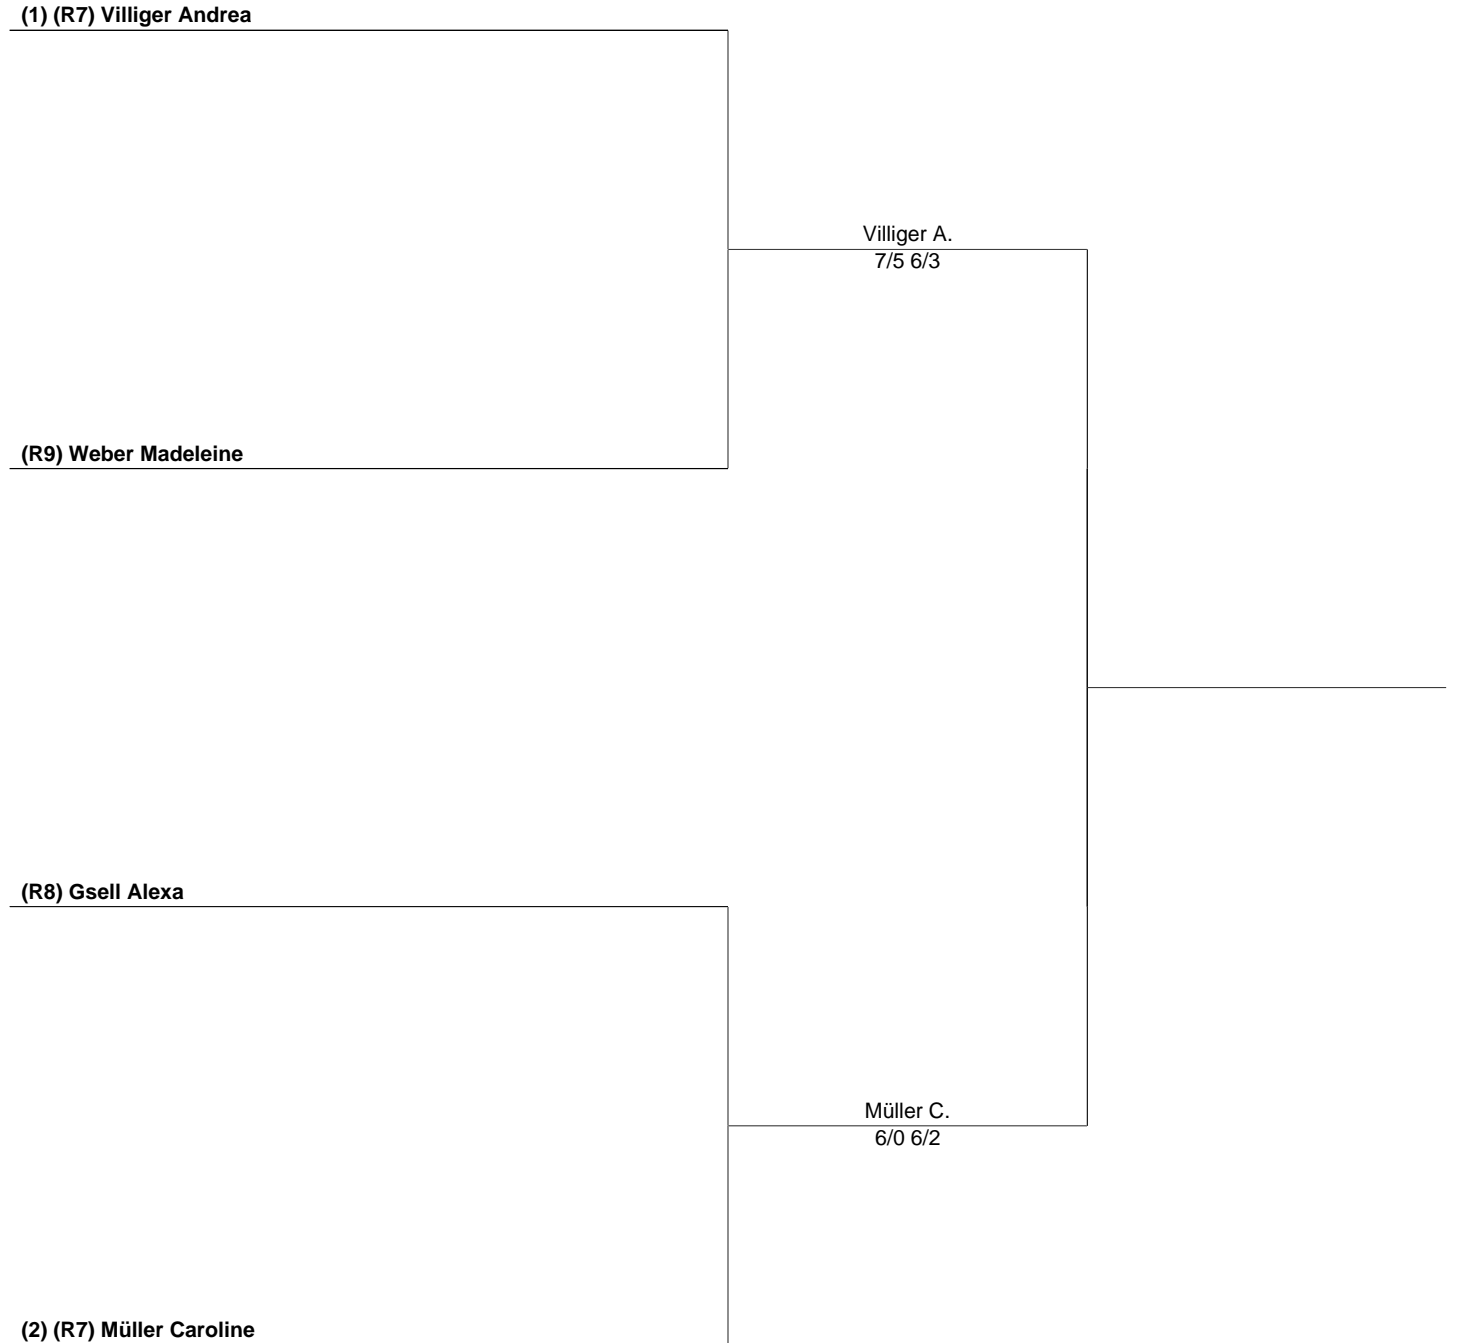 (1) (R7) Villiger Andrea
Villiger A.
7/5 6/3
(R9) Weber Madeleine
(R8) Gsell Alexa
Müller C.
6/0 6/2
(2) (R7) Müller Caroline